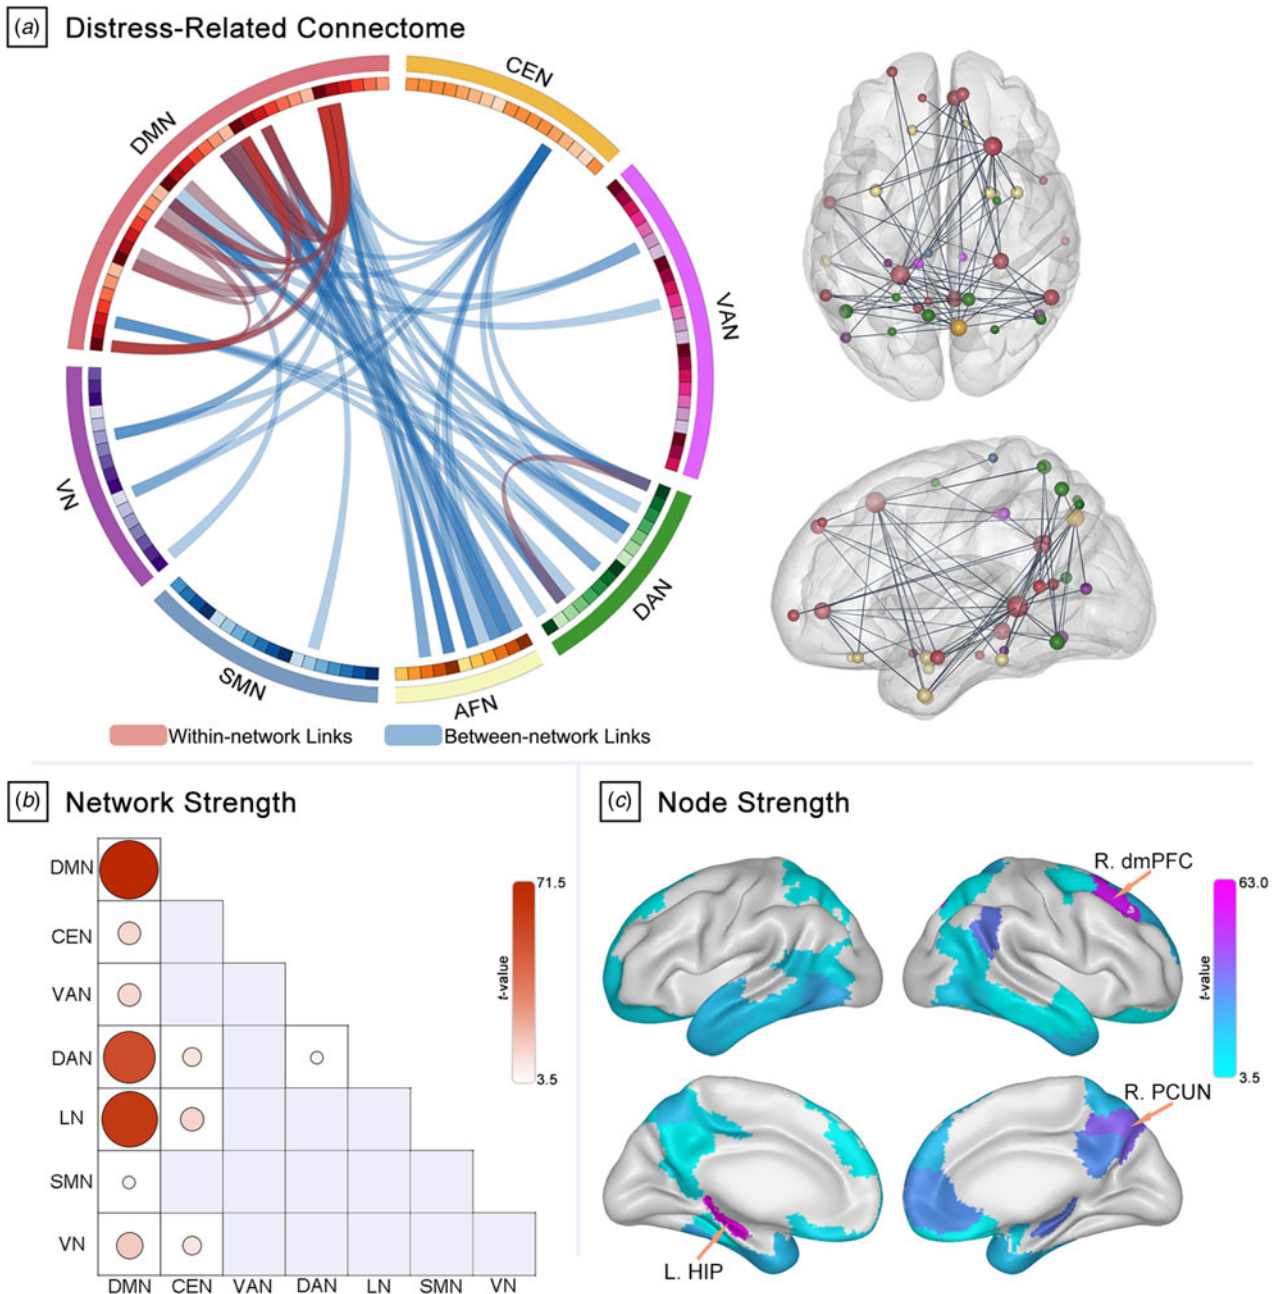 (a) Distress-Related Connectome
DMN
CEN
VAN
DAN
AFN
SMN
VN
Within-network Links
Between-network Links
(b) Network Strength
DMN
CEN
VAN
DAN
LN
SMN
VN
DMN CEN VAN DAN LN SMN VN
71.5
t-value
3.5
(c) Node Strength
R. dmPFC
R. PCUN
L. HIP
63.0
t-value
3.5